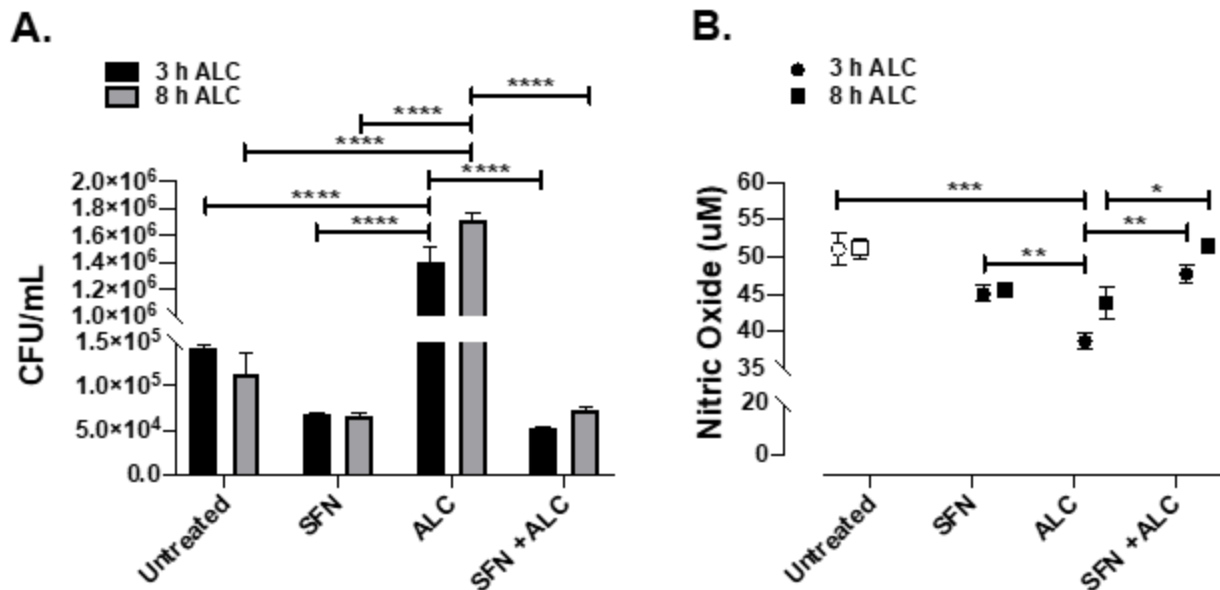 A.
3 h ALC
8 h ALC
****
****
****
****
****
****
2.0×10⁶
1.8×10⁶
1.6×10⁶
1.4×10⁶
1.2×10⁶
1.0×10⁶
1.5×10⁵
1.0×10⁵
5.0×10⁴
0.0
CFU/mL
Untreated
SFN
ALC
SFN +ALC
B.
3 h ALC
8 h ALC
***
*
**
**
60
55
50
45
40
35
20
0
Nitric Oxide (uM)
Untreated
SFN
ALC
SFN +ALC